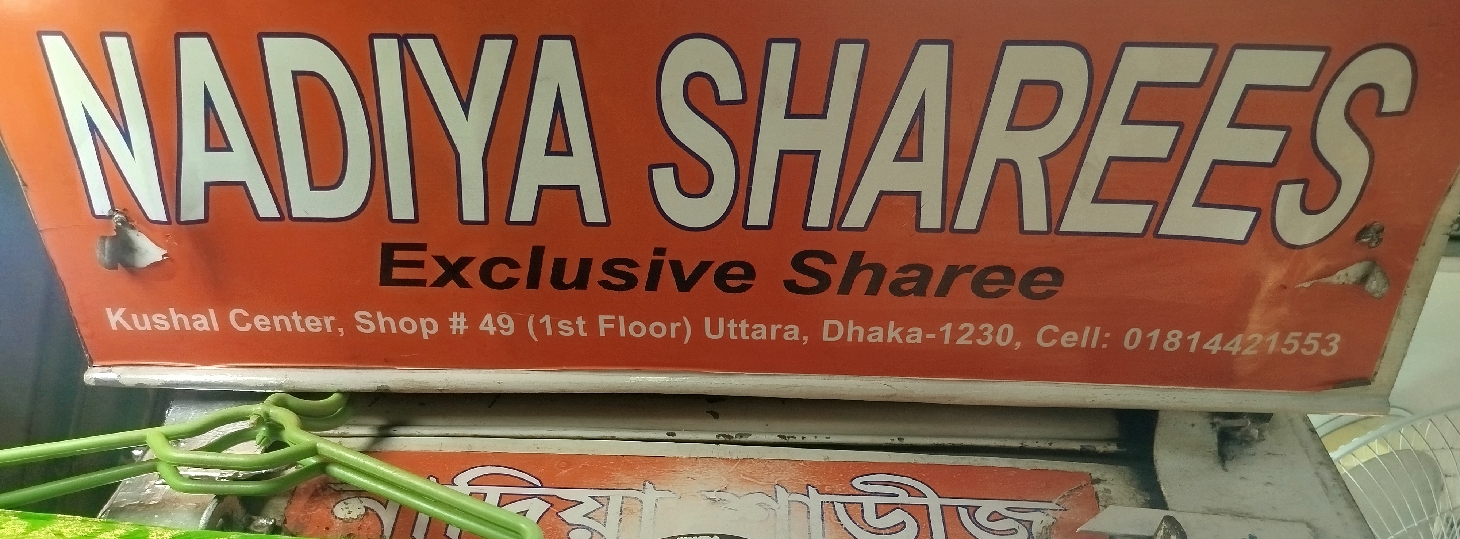 NADIYA SHAREES
Exclusive Sharee
Kushal Center, Shop # 49 (1st Floor) Uttara, Dhaka-1230, Cell: 01814421553
নাদিয়া শাড়ীজ